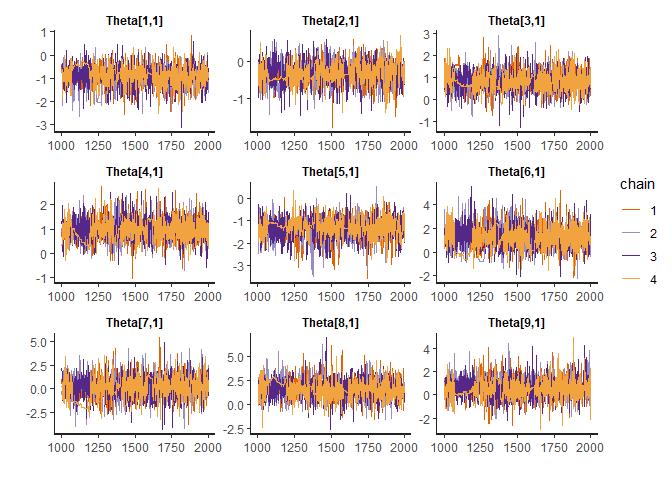 Theta[1,1] Theta[2,1] Theta[3,1]
1 0 -1 -2 -3
0 -1
3 2 1 0 -1
1000 1250 1500 1750 2000 1000 1250 1500 1750 2000 1000 1250 1500 1750 2000
Theta[4,1] Theta[5,1] Theta[6,1]
2 1 0 -1
0 -1 -2 -3
4 2 0 -2
1000 1250 1500 1750 2000 1000 1250 1500 1750 2000 1000 1250 1500 1750 2000
Theta[7,1] Theta[8,1] Theta[9,1]
5.0 2.5 0.0 -2.5
5.0 2.5 0.0 -2.5
4 2 0 -2
1000 1250 1500 1750 2000 1000 1250 1500 1750 2000 1000 1250 1500 1750 2000
chain
1
2
3
4